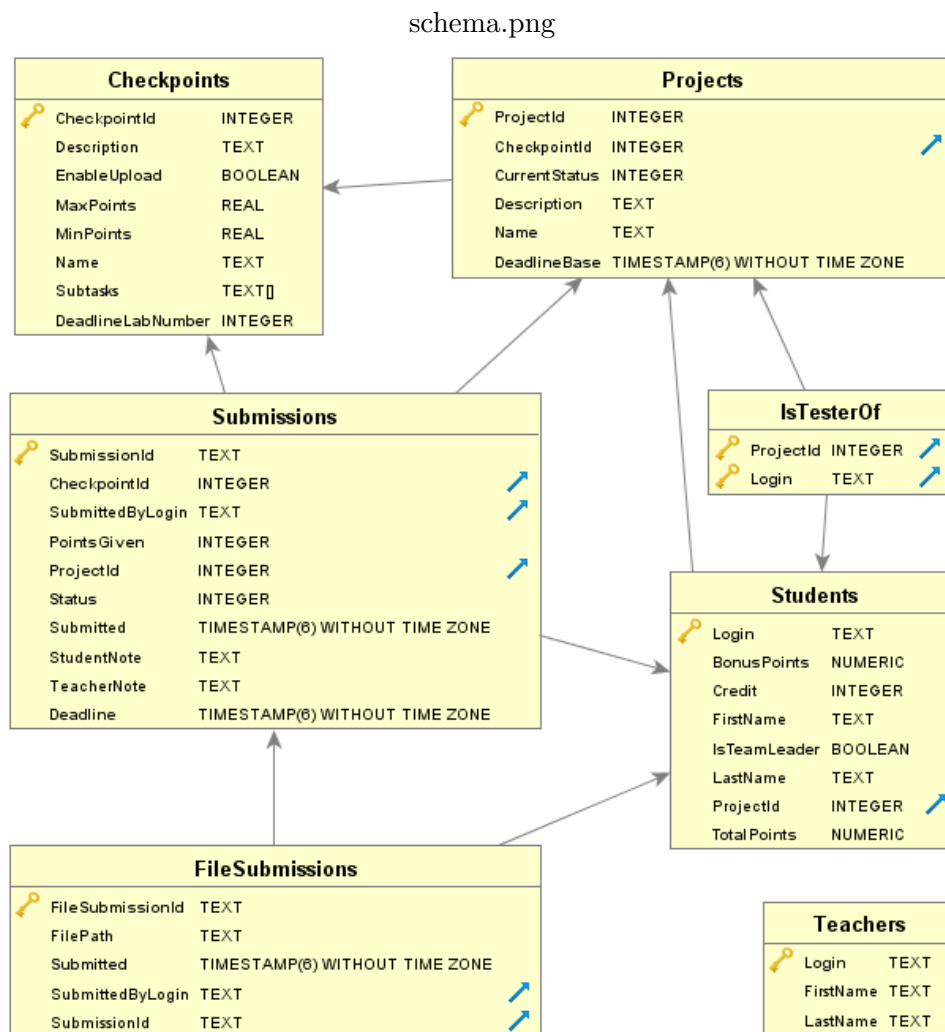 schema.png
Checkpoints
CheckpointId INTEGER
Description TEXT
EnableUpload BOOLEAN
MaxPoints REAL
MinPoints REAL
Name TEXT
Subtasks TEXT[]
DeadlineLabNumber INTEGER
Projects
ProjectId INTEGER
CheckpointId INTEGER
CurrentStatus INTEGER
Description TEXT
Name TEXT
DeadlineBase TIMESTAMP(6) WITHOUT TIME ZONE
Submissions
SubmissionId TEXT
CheckpointId INTEGER
SubmittedByLogin TEXT
PointsGiven INTEGER
ProjectId INTEGER
Status INTEGER
Submitted TIMESTAMP(6) WITHOUT TIME ZONE
StudentNote TEXT
TeacherNote TEXT
Deadline TIMESTAMP(6) WITHOUT TIME ZONE
IsTesterOf
ProjectId INTEGER
Login TEXT
Students
Login TEXT
BonusPoints NUMERIC
Credit INTEGER
FirstName TEXT
IsTeamLeader BOOLEAN
LastName TEXT
ProjectId INTEGER
TotalPoints NUMERIC
FileSubmissions
FileSubmissionId TEXT
FilePath TEXT
Submitted TIMESTAMP(6) WITHOUT TIME ZONE
SubmittedByLogin TEXT
SubmissionId TEXT
Teachers
Login TEXT
FirstName TEXT
LastName TEXT